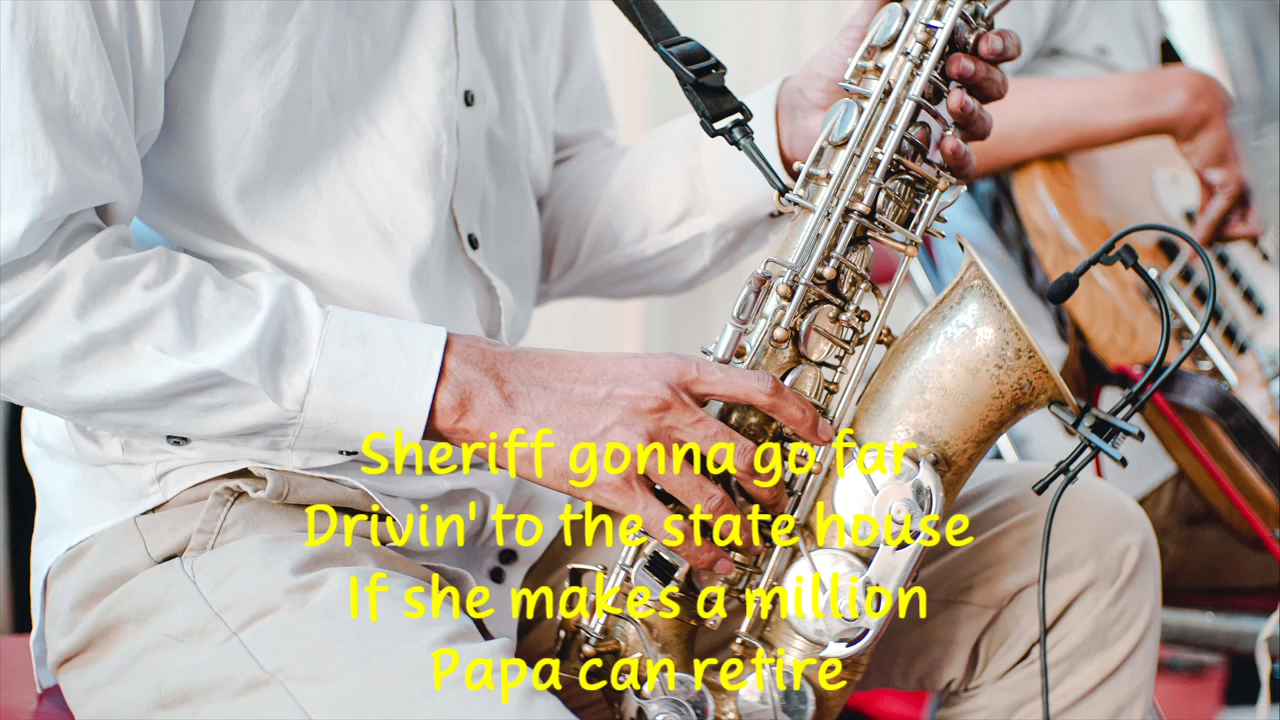 Sheriff gonna go far
Drivin' to the state house
If she makes a million
Papa can retire